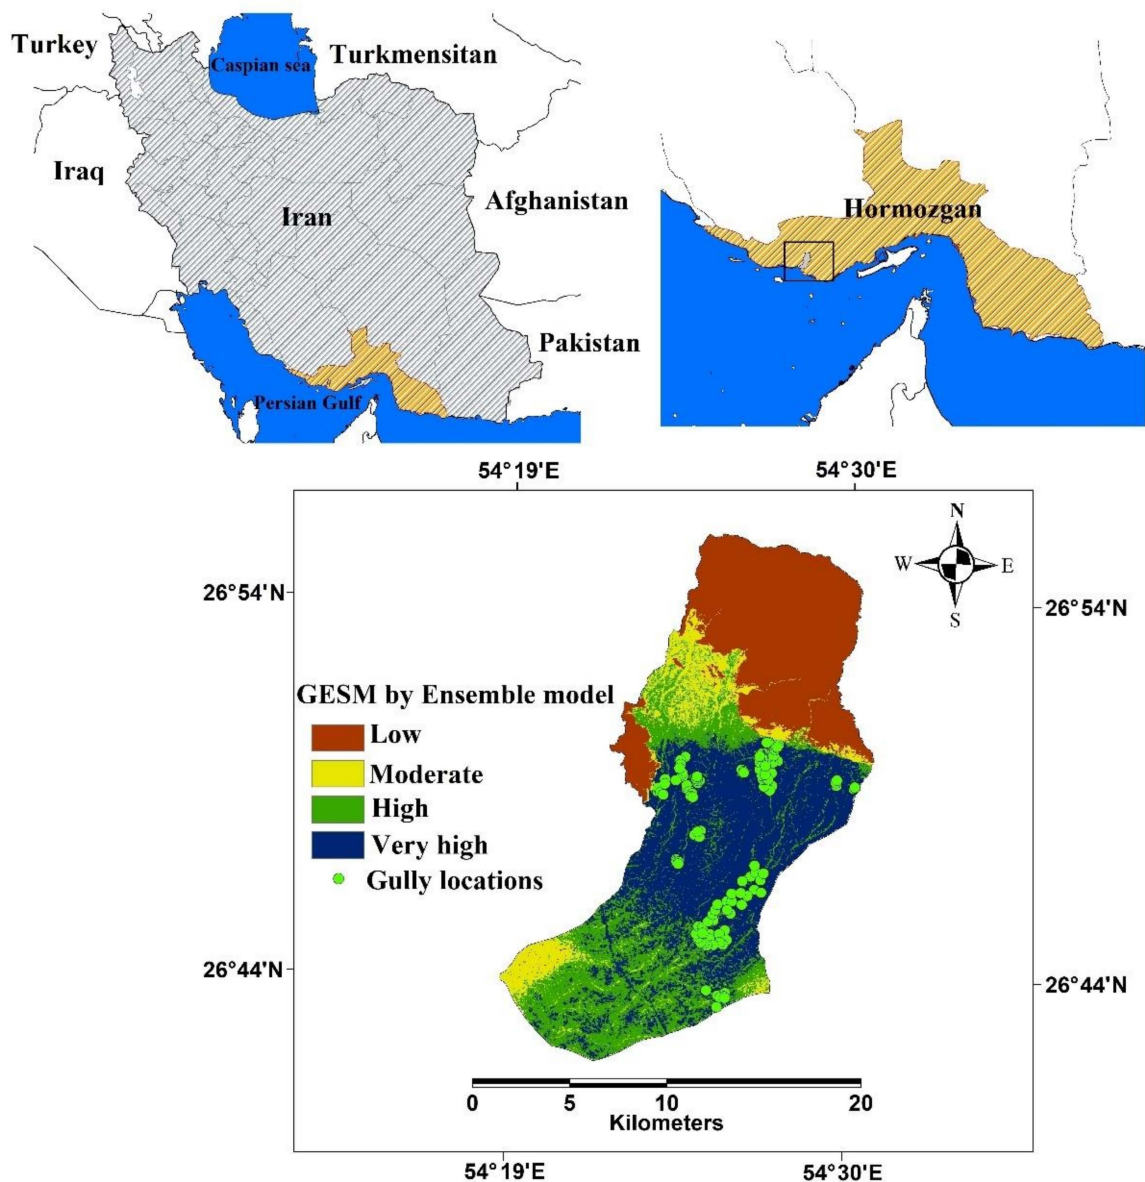 Turkey
Caspian sea
Turkmensitan
Iraq
Iran
Afghanistan
Pakistan
Persian Gulf
Hormozgan
54°19'E
54°30'E
N
W
E
S
26°54'N
26°54'N
GESM by Ensemble model
Low
Moderate
High
Very high
Gully locations
26°44'N
26°44'N
0
5
10
20
Kilometers
54°19'E
54°30'E